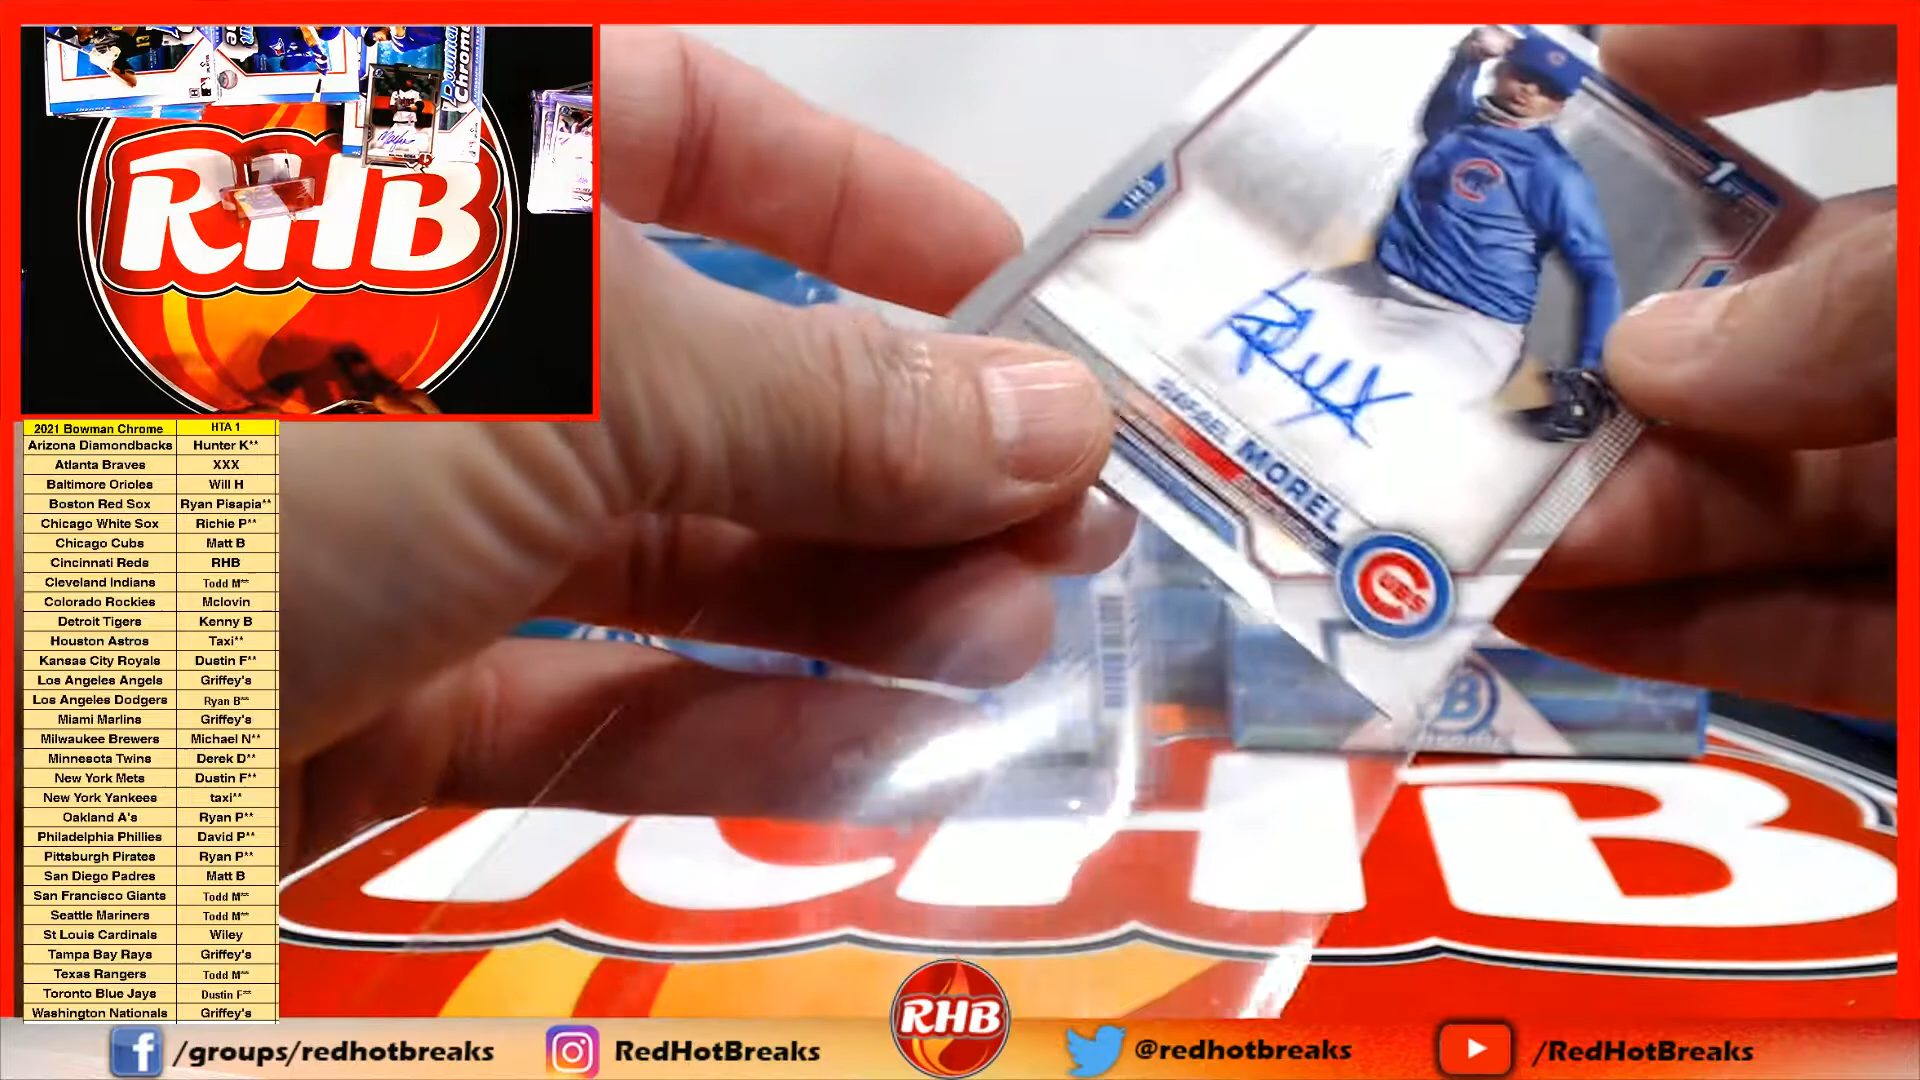 Bowman
Chrome
RHB
2021 Bowman Chrome HTA 1
Arizona Diamondbacks Hunter K**
Atlanta Braves XXX
Baltimore Orioles Will H
Boston Red Sox Ryan Pisapia**
Chicago White Sox Richie P**
Chicago Cubs Matt B
Cincinnati Reds RHB
Cleveland Indians Todd M**
Colorado Rockies Mclovin
Detroit Tigers Kenny B
Houston Astros Taxi**
Kansas City Royals Dustin F**
Los Angeles Angels Griffey's
Los Angeles Dodgers Ryan B**
Miami Marlins Griffey's
Milwaukee Brewers Michael N**
Minnesota Twins Derek D**
New York Mets Dustin F**
New York Yankees taxi**
Oakland A's Ryan P**
Philadelphia Phillies David P**
Pittsburgh Pirates Ryan P**
San Diego Padres Matt B
San Francisco Giants Todd M**
Seattle Mariners Todd M**
St Louis Cardinals Wiley
Tampa Bay Rays Griffey's
Texas Rangers Todd M**
Toronto Blue Jays Dustin F**
Washington Nationals Griffey's
1ST
RAFAEL MOREL
CUBS
B
RHB
RHB
/groups/redhotbreaks
RedHotBreaks
@redhotbreaks
/RedHotBreaks